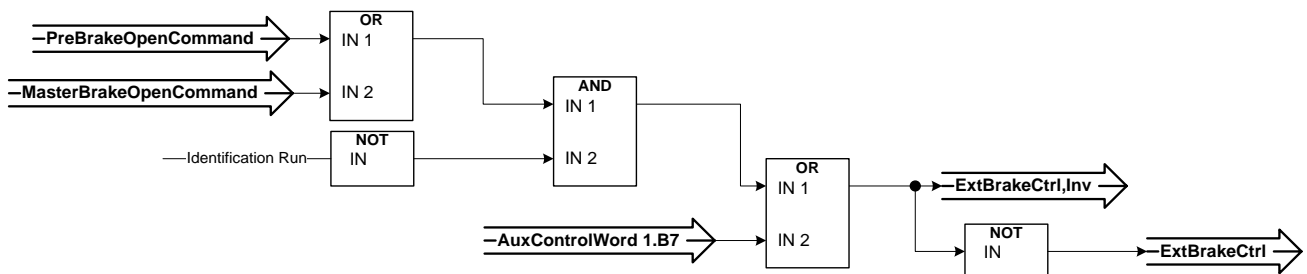 OR
PreBrakeOpenCommand
IN 1
MasterBrakeOpenCommand
IN 2
AND
IN 1
NOT
Identification Run
IN
IN 2
OR
IN 1
ExtBrakeCtrl,Inv
AuxControlWord 1.B7
IN 2
NOT
IN
ExtBrakeCtrl